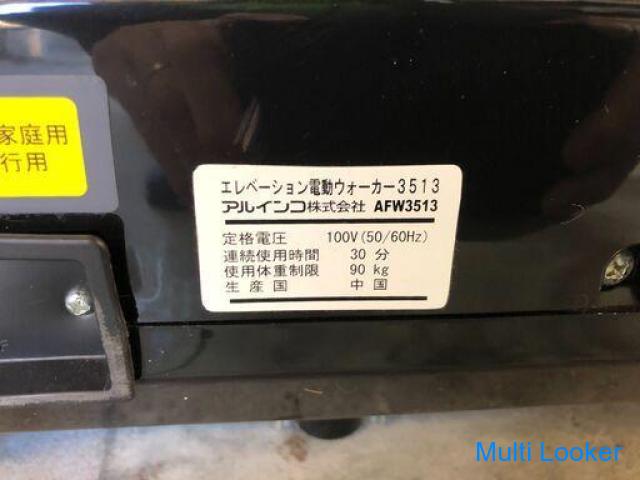 家庭用
行用
エレベーション電動ウォーカー3513
アルインコ株式会社 AFW3513
定格電圧 100V(50/60Hz)
連続使用時間 30 分
使用体重制限 90 kg
生産国 中国
Multi Looker